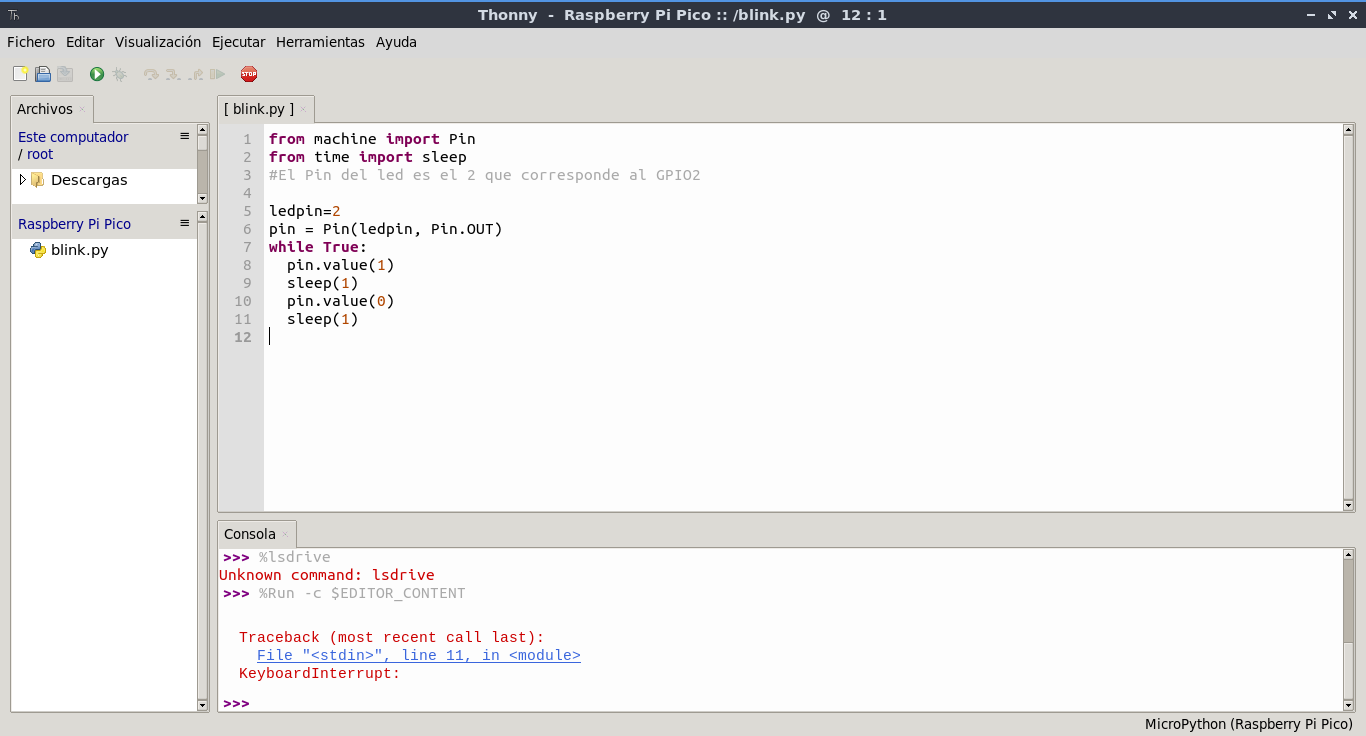 Thonny - Raspberry Pi Pico :: /blink.py @ 12 : 1
Fichero Editar Visualización Ejecutar Herramientas Ayuda
STOP
Archivos
Este computador
/ root
Descargas
Raspberry Pi Pico
blink.py
[ blink.py ]
1 from machine import Pin
2 from time import sleep
3 #El Pin del led es el 2 que corresponde al GPIO2
4
5 ledpin=2
6 pin = Pin(ledpin, Pin.OUT)
7 while True:
8   pin.value(1)
9   sleep(1)
10   pin.value(0)
11   sleep(1)
12
Consola
>>> %lsdrive
Unknown command: lsdrive
>>> %Run -c $EDITOR_CONTENT
Traceback (most recent call last):
  File "<stdin>", line 11, in <module>
KeyboardInterrupt:
>>>
MicroPython (Raspberry Pi Pico)